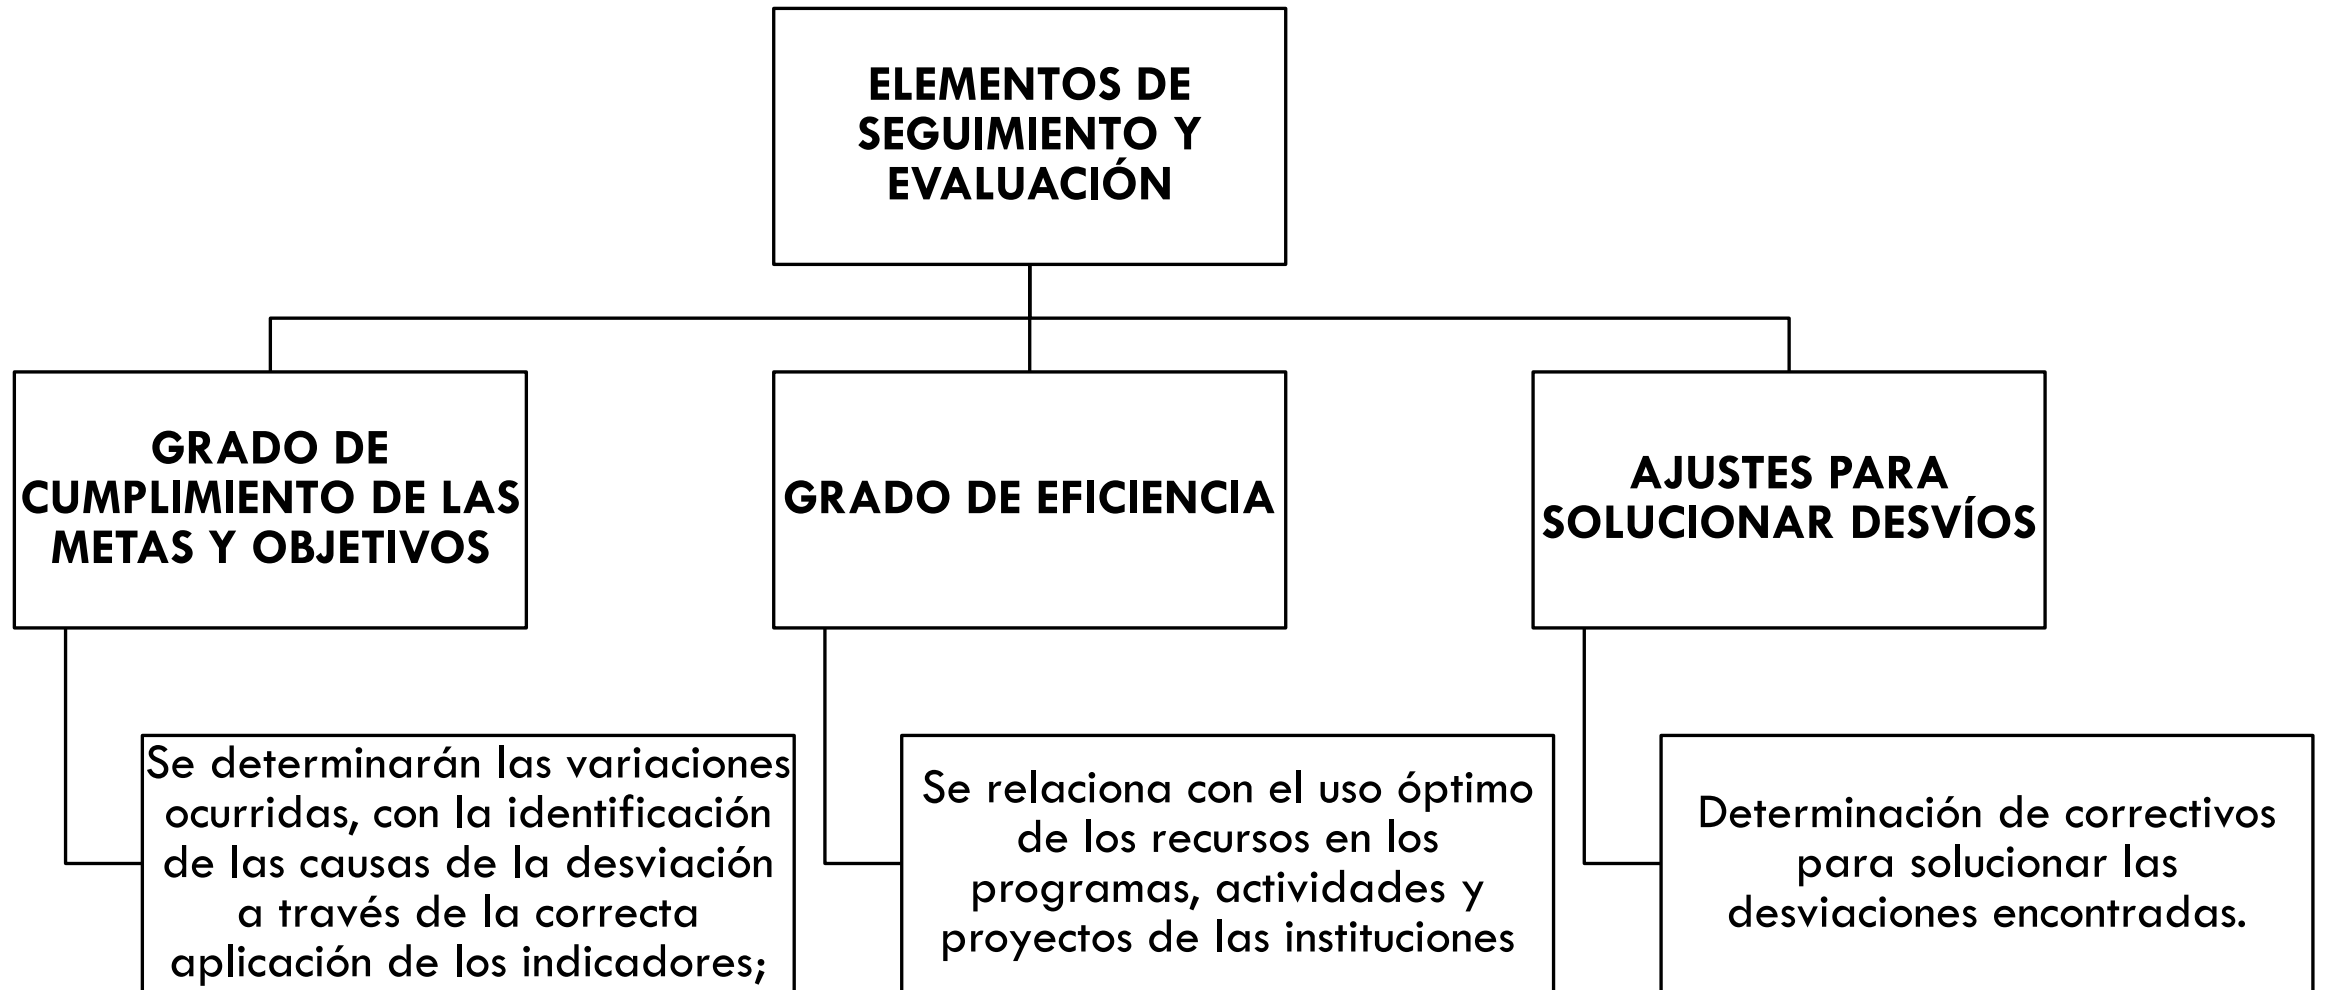 ELEMENTOS DE
SEGUIMIENTO Y
EVALUACIÓN
GRADO DE
CUMPLIMIENTO DE LAS
METAS Y OBJETIVOS
GRADO DE EFICIENCIA
AJUSTES PARA
SOLUCIONAR DESVÍOS
Se determinarán las variaciones
ocurridas, con la identificación
de las causas de la desviación
a través de la correcta
aplicación de los indicadores;
Se relaciona con el uso óptimo
de los recursos en los
programas, actividades y
proyectos de las instituciones
Determinación de correctivos
para solucionar las
desviaciones encontradas.